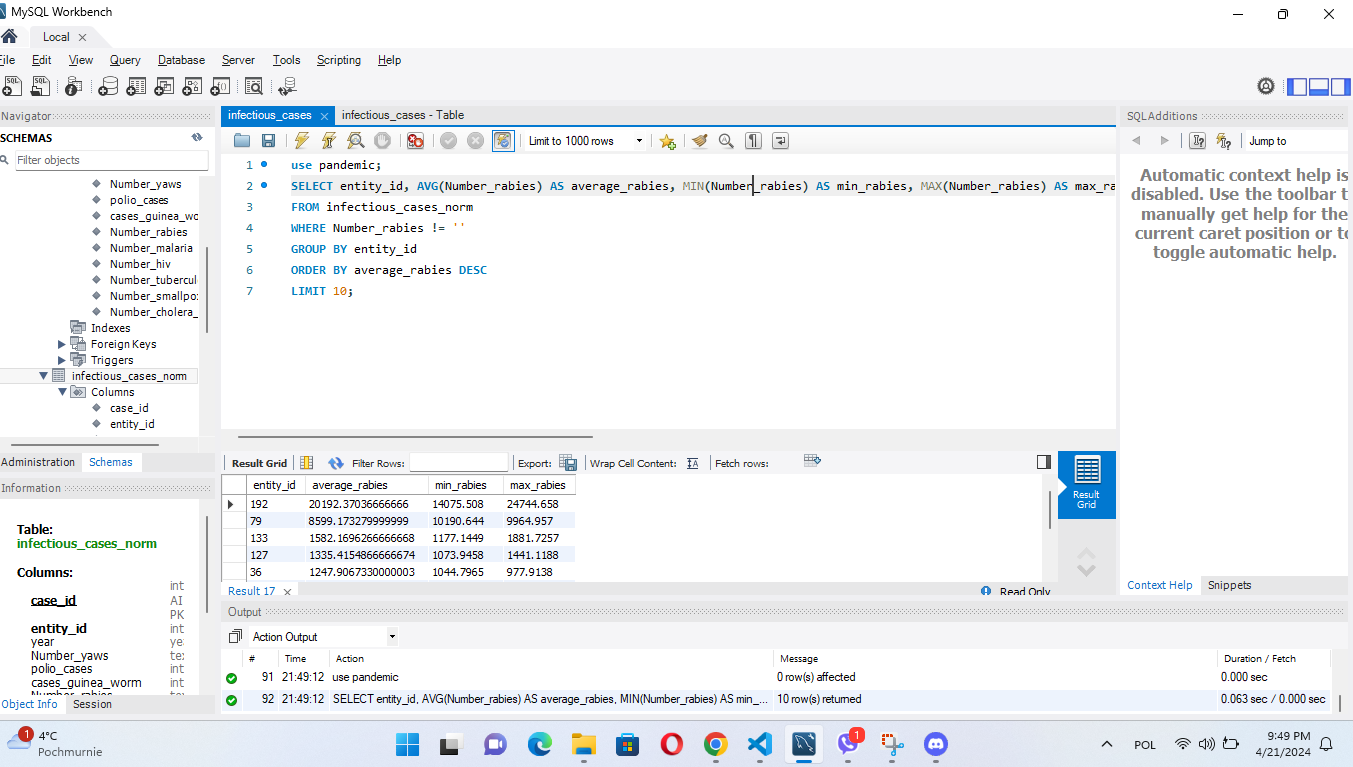 MySQL Workbench
Local
File Edit View Query Database Server Tools Scripting Help
Navigator
SCHEMAS
Filter objects
Number_yaws
polio_cases
cases_guinea_wo
Number_rabies
Number_malaria
Number_hiv
Number_tubercul
Number_smallpo
Number_cholera_
Indexes
Foreign Keys
Triggers
infectious_cases_norm
Columns
case_id
entity_id
Administration Schemas
Information
Table:
infectious_cases_norm
Columns:
case_id int AI PK
entity_id int
year
Number_yaws
polio_cases int
cases_guinea_worm int
Number_rabies
Object Info Session
infectious_cases infectious_cases - Table
Limit to 1000 rows
1 use pandemic;
2 SELECT entity_id, AVG(Number_rabies) AS average_rabies, MIN(Number_rabies) AS min_rabies, MAX(Number_rabies) AS max_ra
3 FROM infectious_cases_norm
4 WHERE Number_rabies != ''
5 GROUP BY entity_id
6 ORDER BY average_rabies DESC
7 LIMIT 10;
Result Grid Filter Rows: Export: Wrap Cell Content: Fetch rows:
entity_id average_rabies min_rabies max_rabies
192 20192.37036666666 14075.508 24744.658
79 8599.173279999999 10190.644 9964.957
133 1582.1696266666668 1177.1449 1881.7257
127 1335.4154866666674 1073.9458 1441.1188
36 1247.9067330000003 1044.7965 977.9138
Result Grid
Result 17
Read Only
Output
Action Output
# Time Action Message Duration / Fetch
91 21:49:12 use pandemic 0 row(s) affected 0.000 sec
92 21:49:12 SELECT entity_id, AVG(Number_rabies) AS average_rabies, MIN(Number_rabies) AS min_... 10 row(s) returned 0.063 sec / 0.000 sec
SQLAdditions
Jump to
Automatic context help is
disabled. Use the toolbar t
manually get help for the
current caret position or to
toggle automatic help.
Context Help Snippets
1
4°C
Pochmurnie
1
POL
9:49 PM
4/21/2024